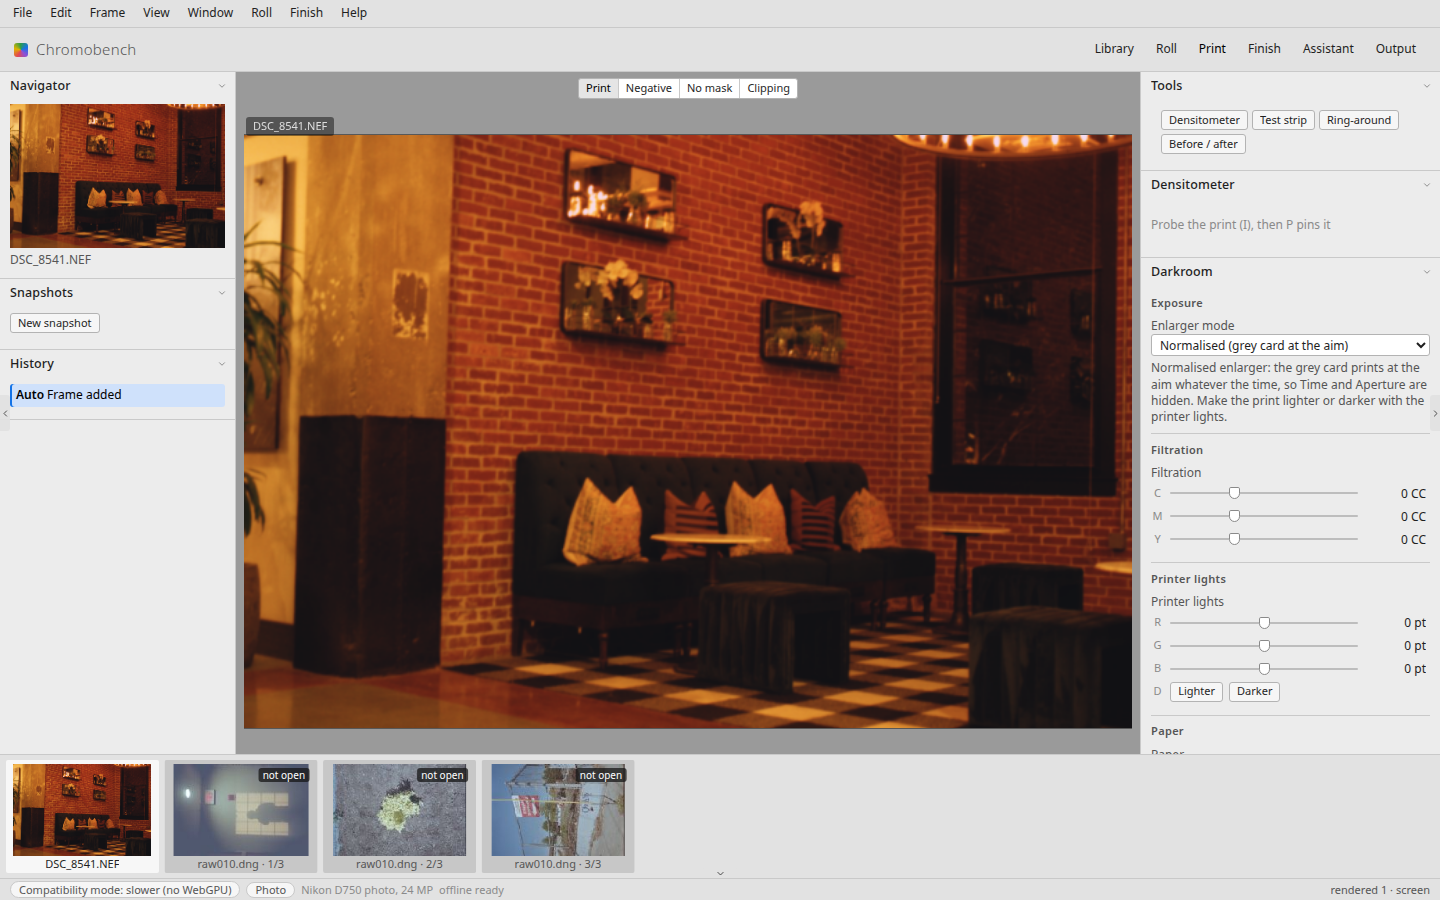 File Edit Frame View Window Roll Finish Help
Chromobench
Library Roll Print Finish Assistant Output
Navigator
DSC_8541.NEF
Snapshots
New snapshot
History
Auto Frame added
Print Negative No mask Clipping
DSC_8541.NEF
Tools
Densitometer Test strip Ring-around
Before / after
Densitometer
Probe the print (I), then P pins it
Darkroom
Exposure
Enlarger mode
Normalised (grey card at the aim)
Normalised enlarger: the grey card prints at the
aim whatever the time, so Time and Aperture are
hidden. Make the print lighter or darker with the
printer lights.
Filtration
Filtration
C 0 CC
M 0 CC
Y 0 CC
Printer lights
Printer lights
R 0 pt
G 0 pt
B 0 pt
D Lighter Darker
Paper
DSC_8541.NEF
not open
raw010.dng · 1/3
not open
raw010.dng · 2/3
not open
raw010.dng · 3/3
Compatibility mode: slower (no WebGPU) Photo Nikon D750 photo, 24 MP offline ready
rendered 1 · screen